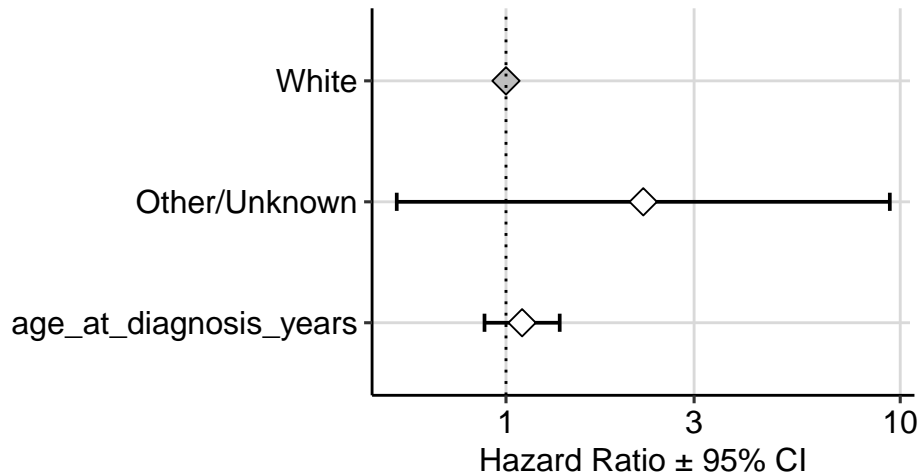 White
Other/Unknown
age_at_diagnosis_years
1 3 10
Hazard Ratio ± 95% CI